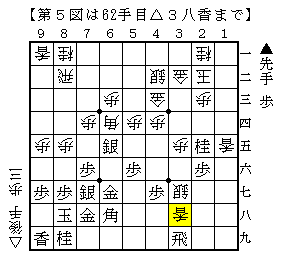 【第５図は62手目△３八香まで】
９ ８ ７ ６ ５ ４ ３ ２ １
香 桂 桂 一
飛 銀 金 玉 二
歩 金 歩 三
歩 角 歩 歩 四
歩 歩 銀 歩 桂 香 五
歩 歩 歩 六
歩 歩 銀 金 歩 銀 七
玉 金 角 香 八
香 桂 飛 九
▲先手 歩
△後手 歩三